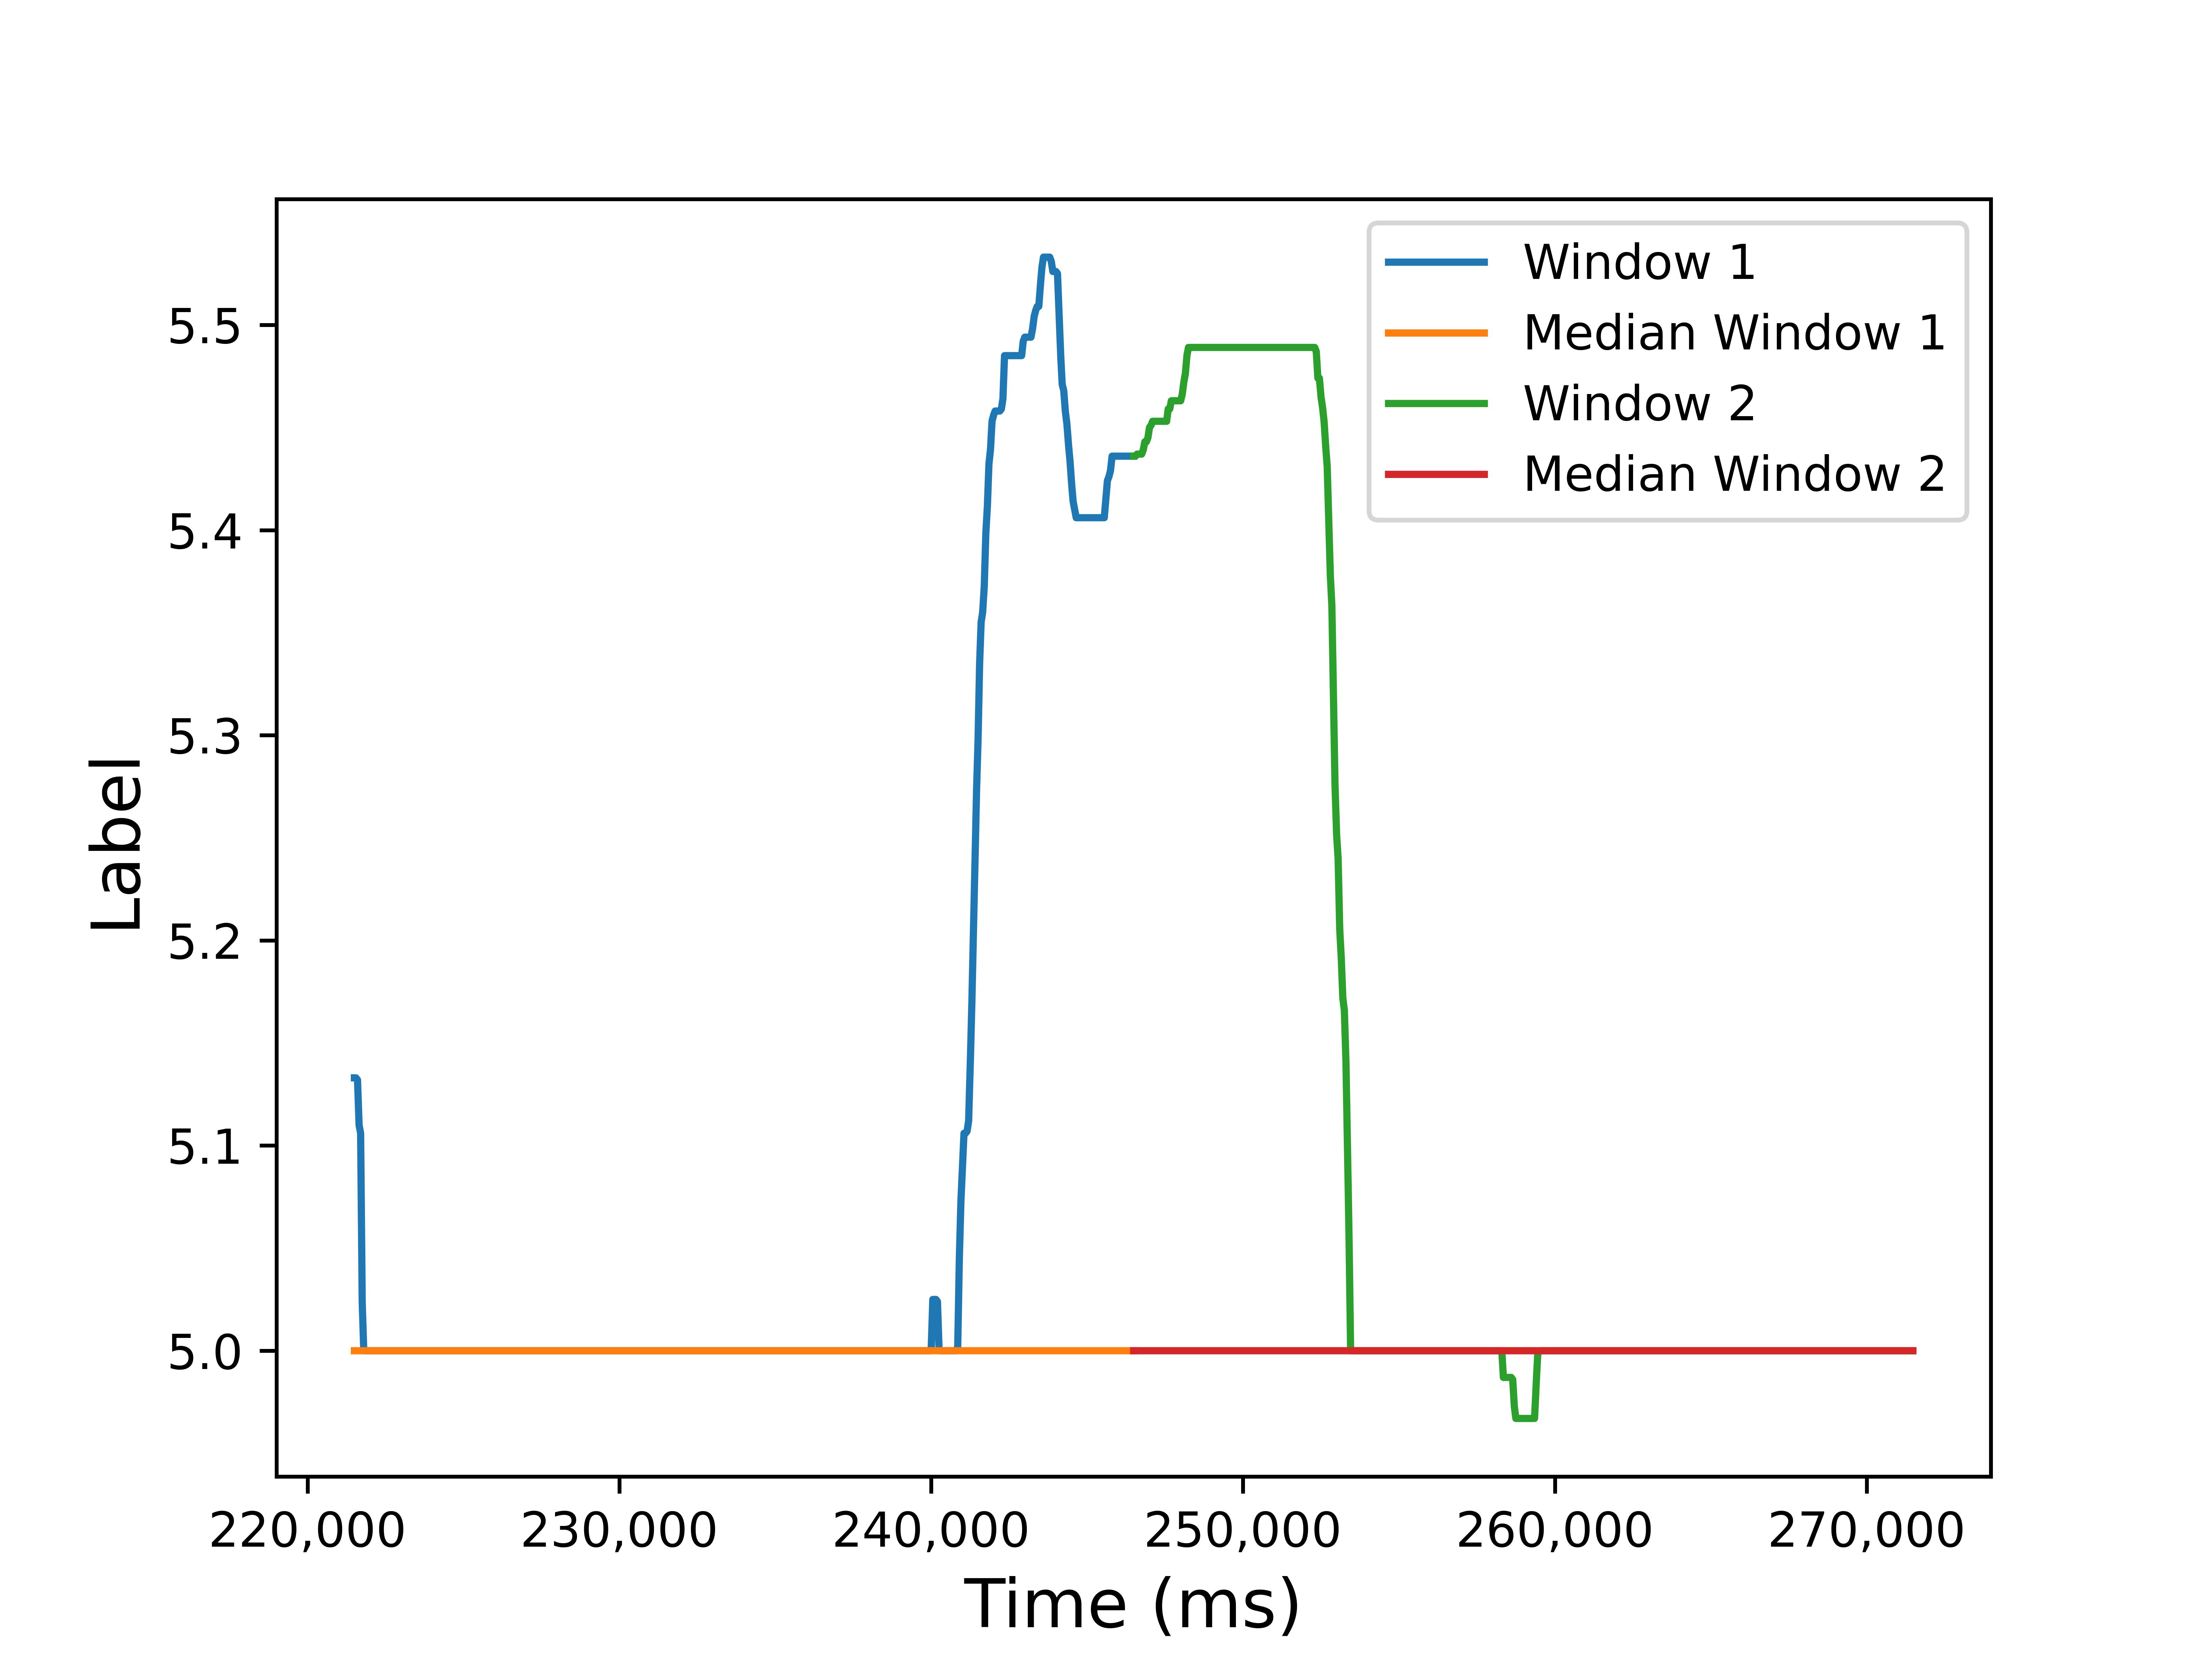 Window 1
Median Window 1
Window 2
Median Window 2
5.5
5.4
5.3
5.2
5.1
5.0
Label
220,000 230,000 240,000 250,000 260,000 270,000
Time (ms)